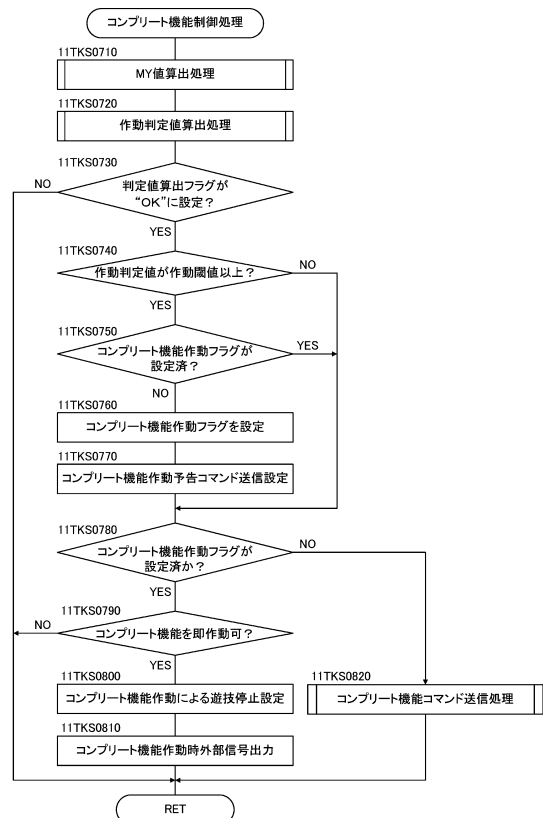 コンプリート機能制御処理
11TKS0710
MY値算出処理
11TKS0720
作動判定値算出処理
11TKS0730
NO
判定値算出フラグが
“OK”に設定？
YES
11TKS0740
NO
作動判定値が作動閾値以上？
YES
11TKS0750
YES
コンプリート機能作動フラグが
設定済？
NO
11TKS0760
コンプリート機能作動フラグを設定
11TKS0770
コンプリート機能作動予告コマンド送信設定
11TKS0780
NO
コンプリート機能作動フラグが
設定済か？
YES
11TKS0790
NO
コンプリート機能を即作動可？
YES
11TKS0800
コンプリート機能作動による遊技停止設定
11TKS0820
コンプリート機能コマンド送信処理
11TKS0810
コンプリート機能作動時外部信号出力
RET